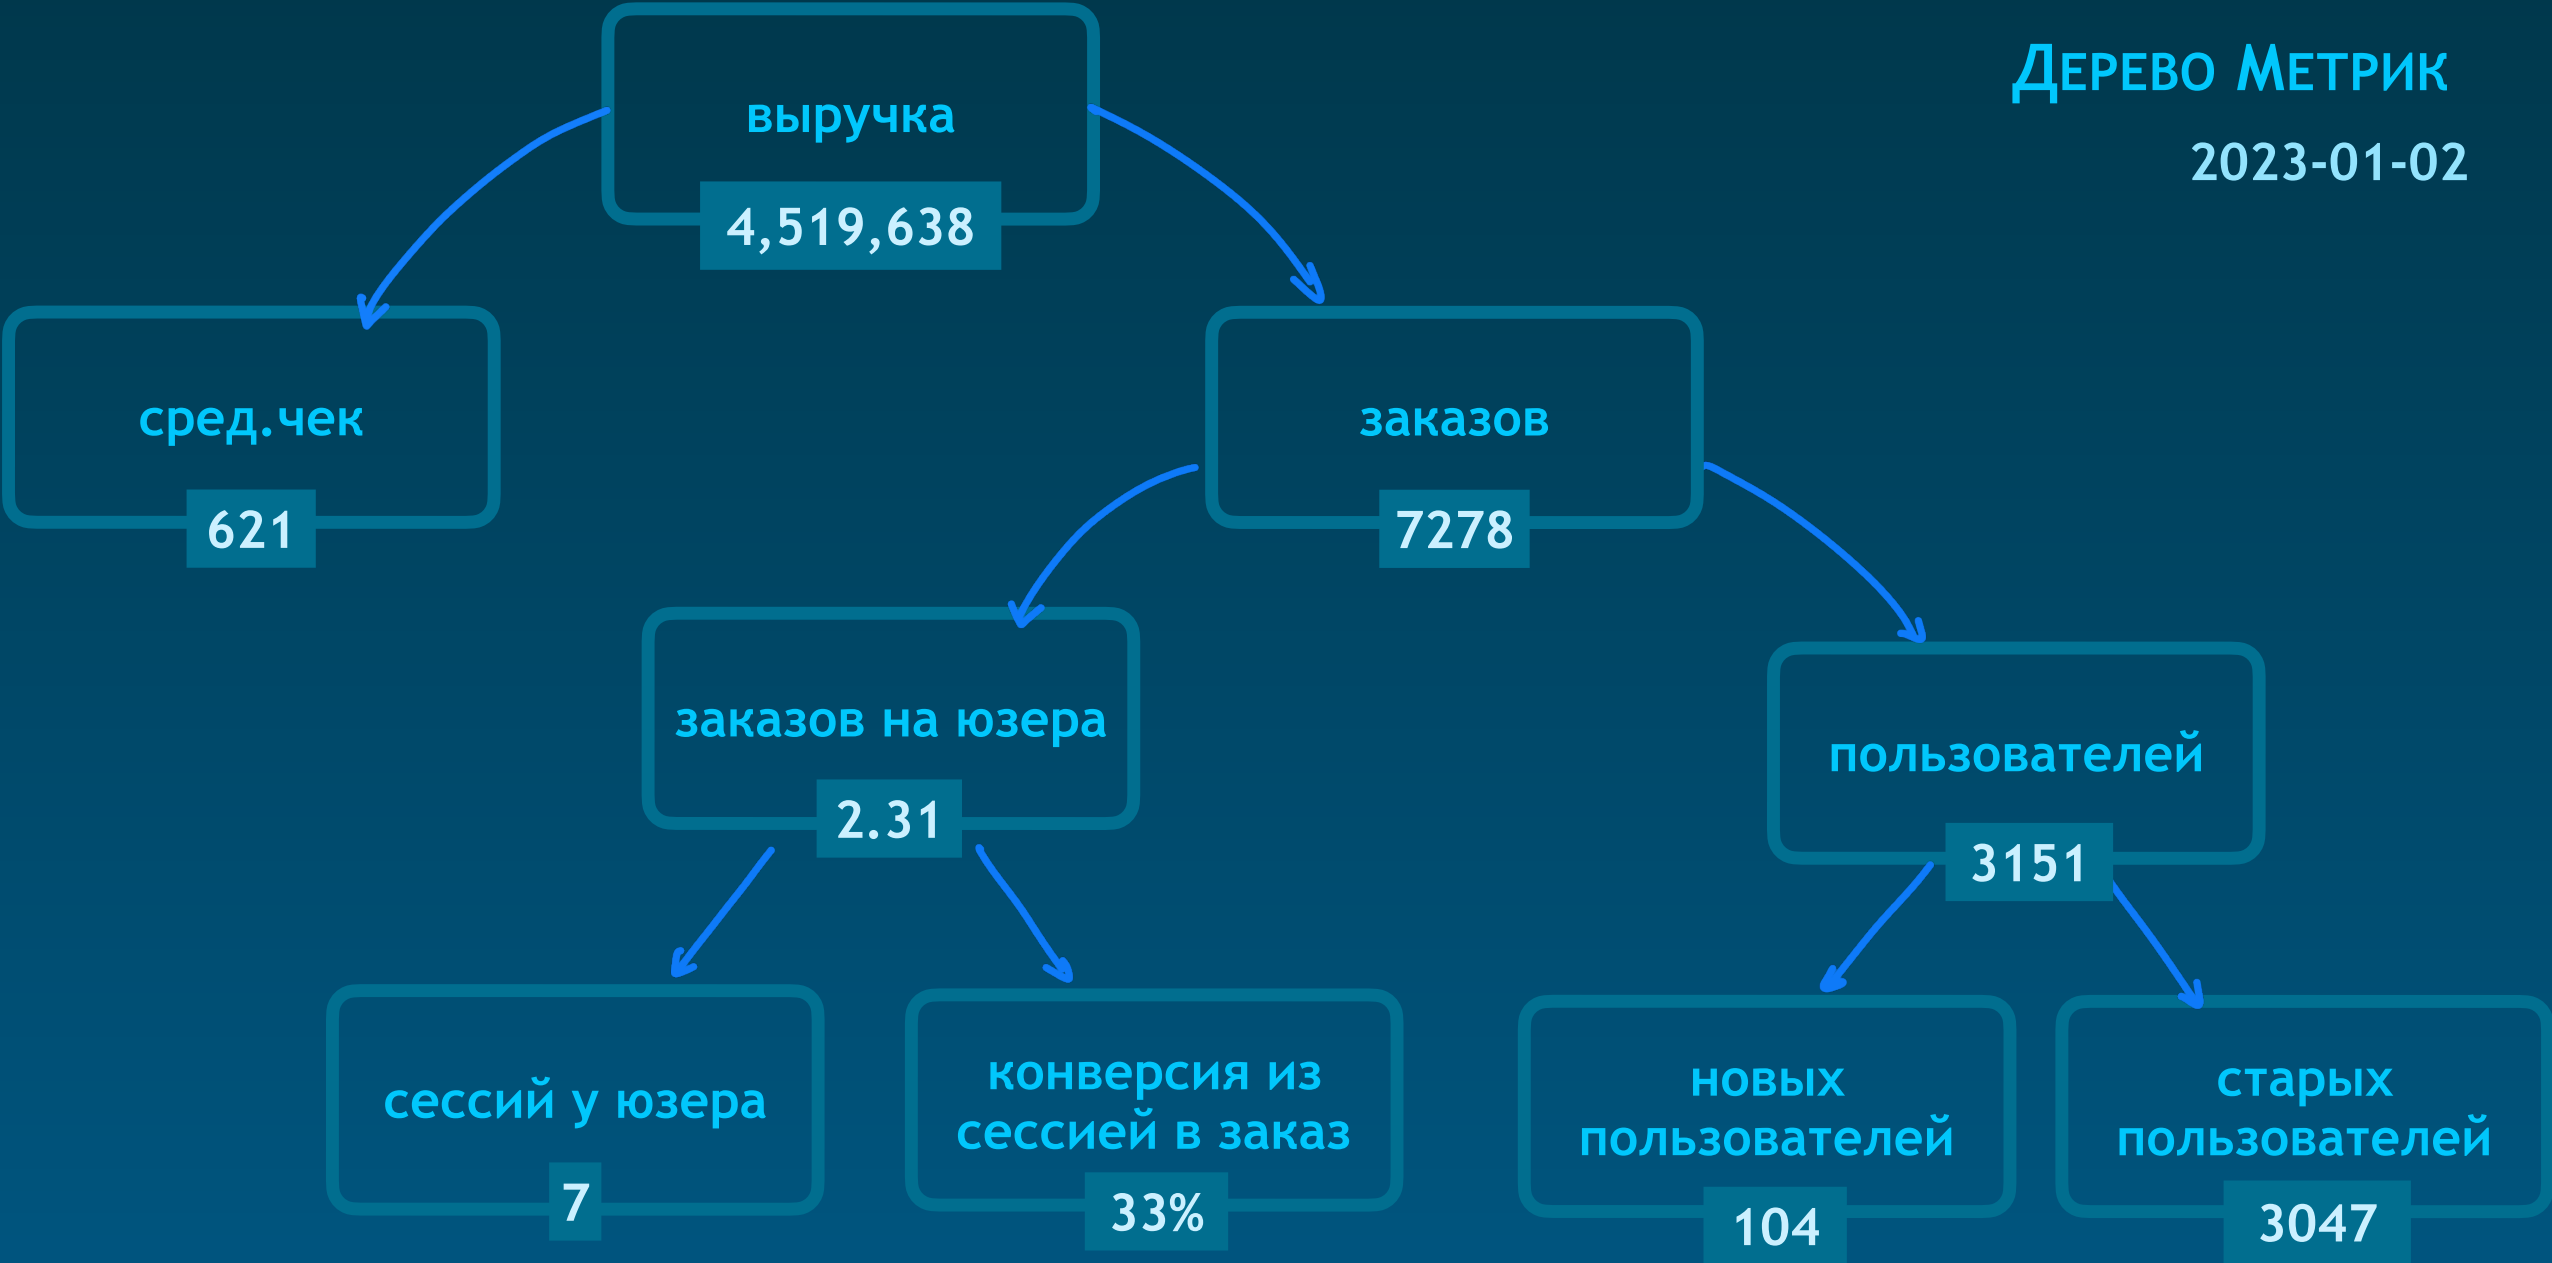 Дерево Метрик
2023-01-02
выручка
4,519,638
сред.чек
621
заказов
7278
заказов на юзера
2.31
пользователей
3151
сессий у юзера
7
конверсия из
сессией в заказ
33%
новых
пользователей
104
старых
пользователей
3047